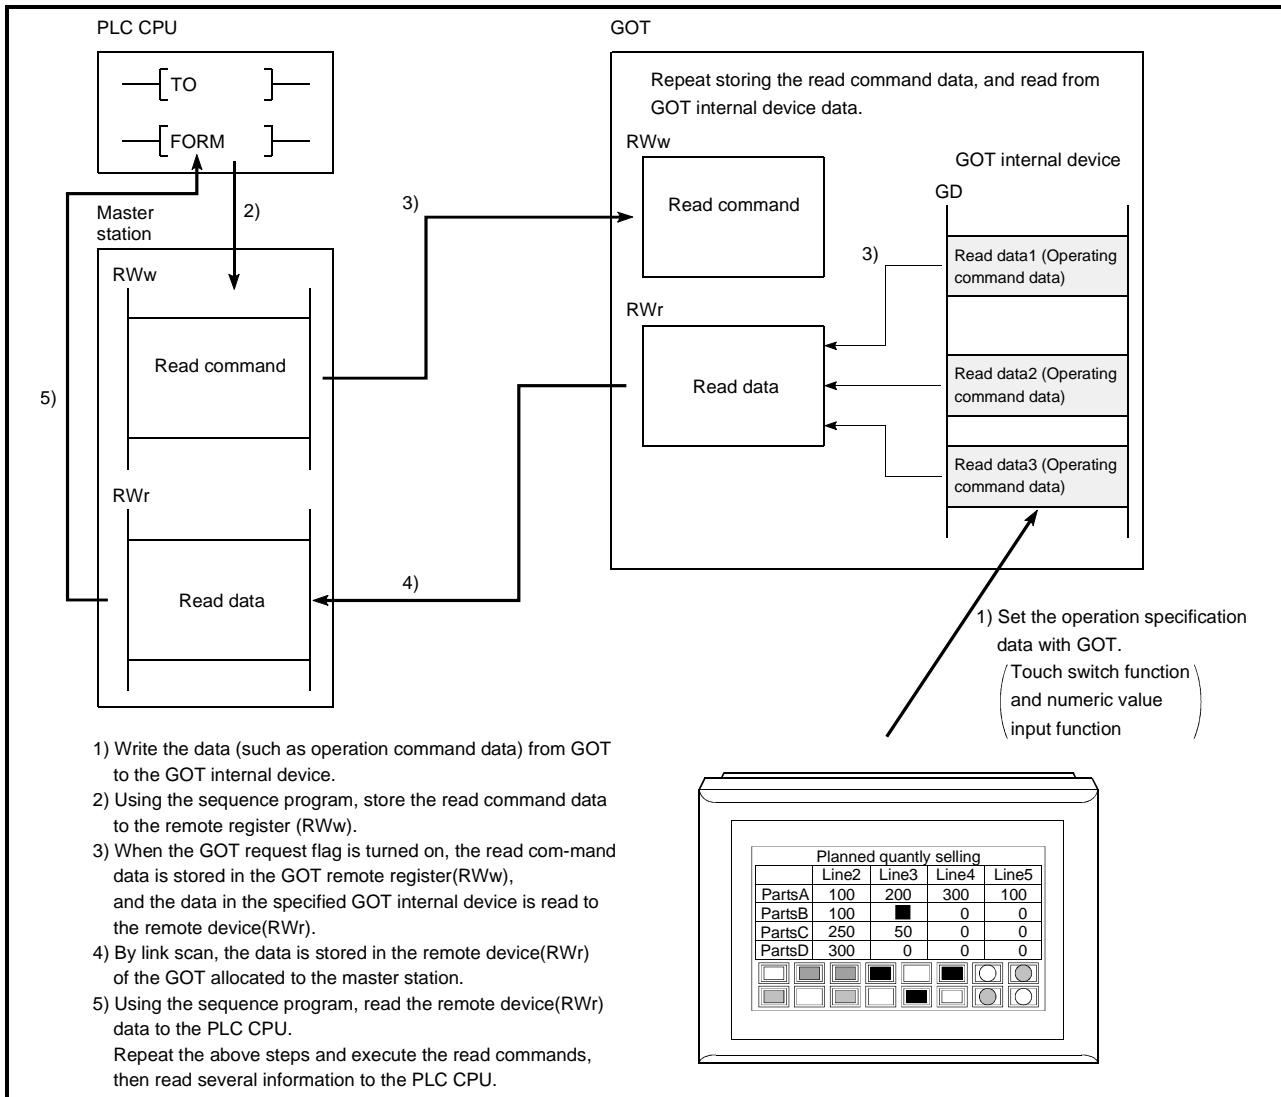 PLC CPU
TO
FORM
2)
Master
station
RWw
Read command
5)
RWr
Read data
3)
4)
GOT
Repeat storing the read command data, and read from
GOT internal device data.
RWw
Read command
GOT internal device
GD
3)
Read data1 (Operating
command data)
RWr
Read data
Read data2 (Operating
command data)
Read data3 (Operating
command data)
1) Set the operation specification
data with GOT.
Touch switch function
and numeric value
input function
1) Write the data (such as operation command data) from GOT
to the GOT internal device.
2) Using the sequence program, store the read command data
to the remote register (RWw).
3) When the GOT request flag is turned on, the read com-mand
data is stored in the GOT remote register(RWw),
and the data in the specified GOT internal device is read to
the remote device(RWr).
4) By link scan, the data is stored in the remote device(RWr)
of the GOT allocated to the master station.
5) Using the sequence program, read the remote device(RWr)
data to the PLC CPU.
Repeat the above steps and execute the read commands,
then read several information to the PLC CPU.
Planned quantly selling
Line2 Line3 Line4 Line5
PartsA 100 200 300 100
PartsB 100 0 0
PartsC 250 50 0 0
PartsD 300 0 0 0